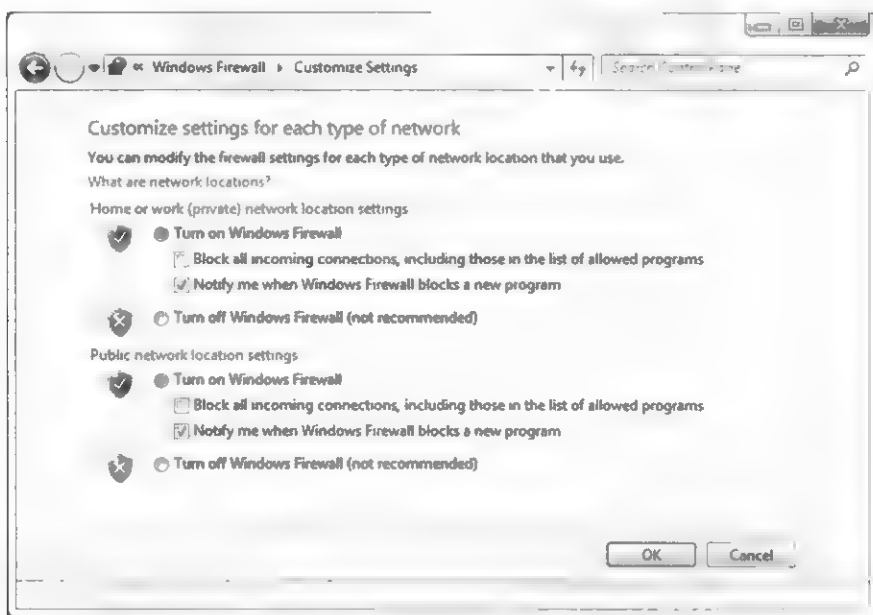 « Windows Firewall ▸ Customize Settings
Search
Customize settings for each type of network
You can modify the firewall settings for each type of network location that you use.
What are network locations?
Home or work (private) network location settings
Turn on Windows Firewall
Block all incoming connections, including those in the list of allowed programs
Notify me when Windows Firewall blocks a new program
Turn off Windows Firewall (not recommended)
Public network location settings
Turn on Windows Firewall
Block all incoming connections, including those in the list of allowed programs
Notify me when Windows Firewall blocks a new program
Turn off Windows Firewall (not recommended)
OK Cancel